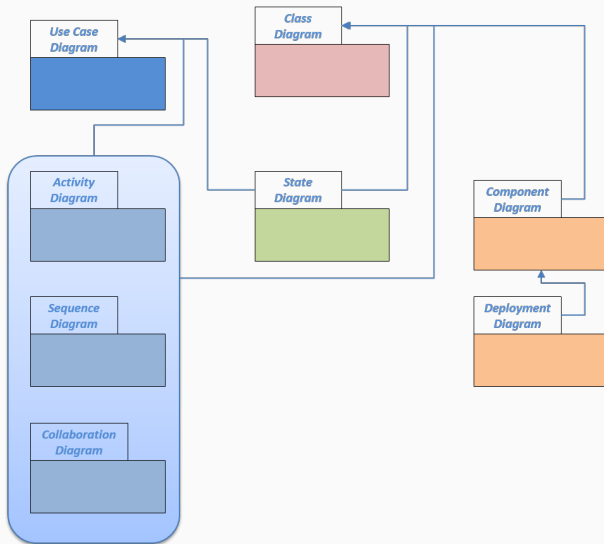 Use Case
Diagram
Class
Diagram
Activity
Diagram
State
Diagram
Component
Diagram
Sequence
Diagram
Deployment
Diagram
Collaboration
Diagram